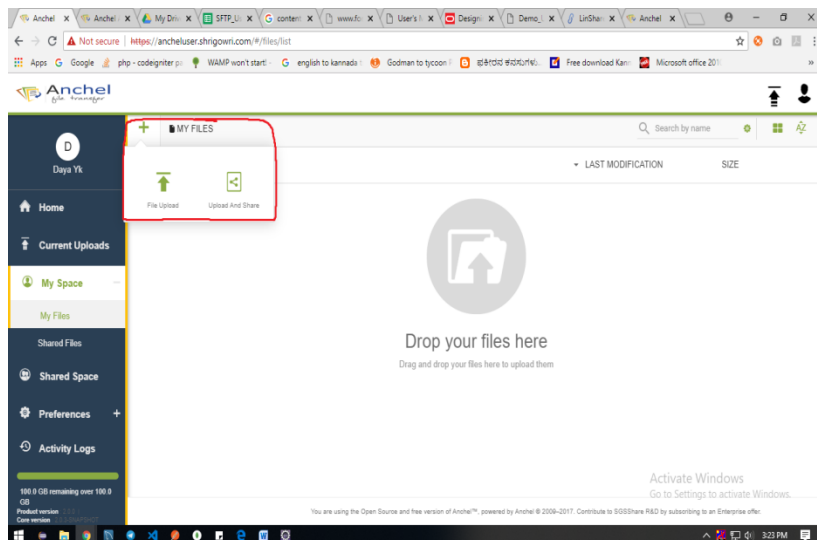 Anchel
Anchel
My Driv
SFTP_U
content
www.fo
User's
Design
Demo_
LinShar
Anchel
Not secure
https://ancheluser.shrigowri.com/#/files/list
Apps
Google
php - codeigniter pa
WAMP won't start! -
english to kannada t
Godman to tycoon
Free download Kann
Microsoft office 201
»
Anchel
file transfer
D
Daya Yk
Home
Current Uploads
My Space
My Files
Shared Files
Shared Space
Preferences +
Activity Logs
100.0 GB remaining over 100.0
GB
Product version
Core version
+ MY FILES
Search by name
File Upload
Upload And Share
LAST MODIFICATION
SIZE
Drop your files here
Drag and drop your files here to upload them
Activate Windows
Go to Settings to activate Windows.
You are using the Open Source and free version of Anchel™, powered by Anchel © 2009–2017. Contribute to SGSShare R&D by subscribing to an Enterprise offer.
3:23 PM